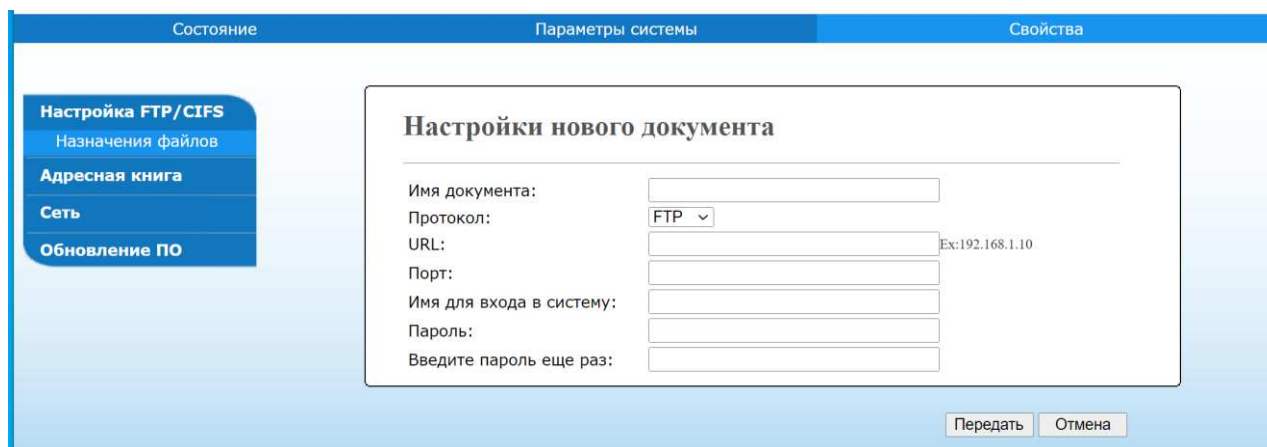 Состояние Параметры системы Свойства
Настройка FTP/CIFS
Назначения файлов
Адресная книга
Сеть
Обновление ПО
Настройки нового документа
Имя документа:
Протокол: FTP
URL: Ex:192.168.1.10
Порт:
Имя для входа в систему:
Пароль:
Введите пароль еще раз:
Передать Отмена